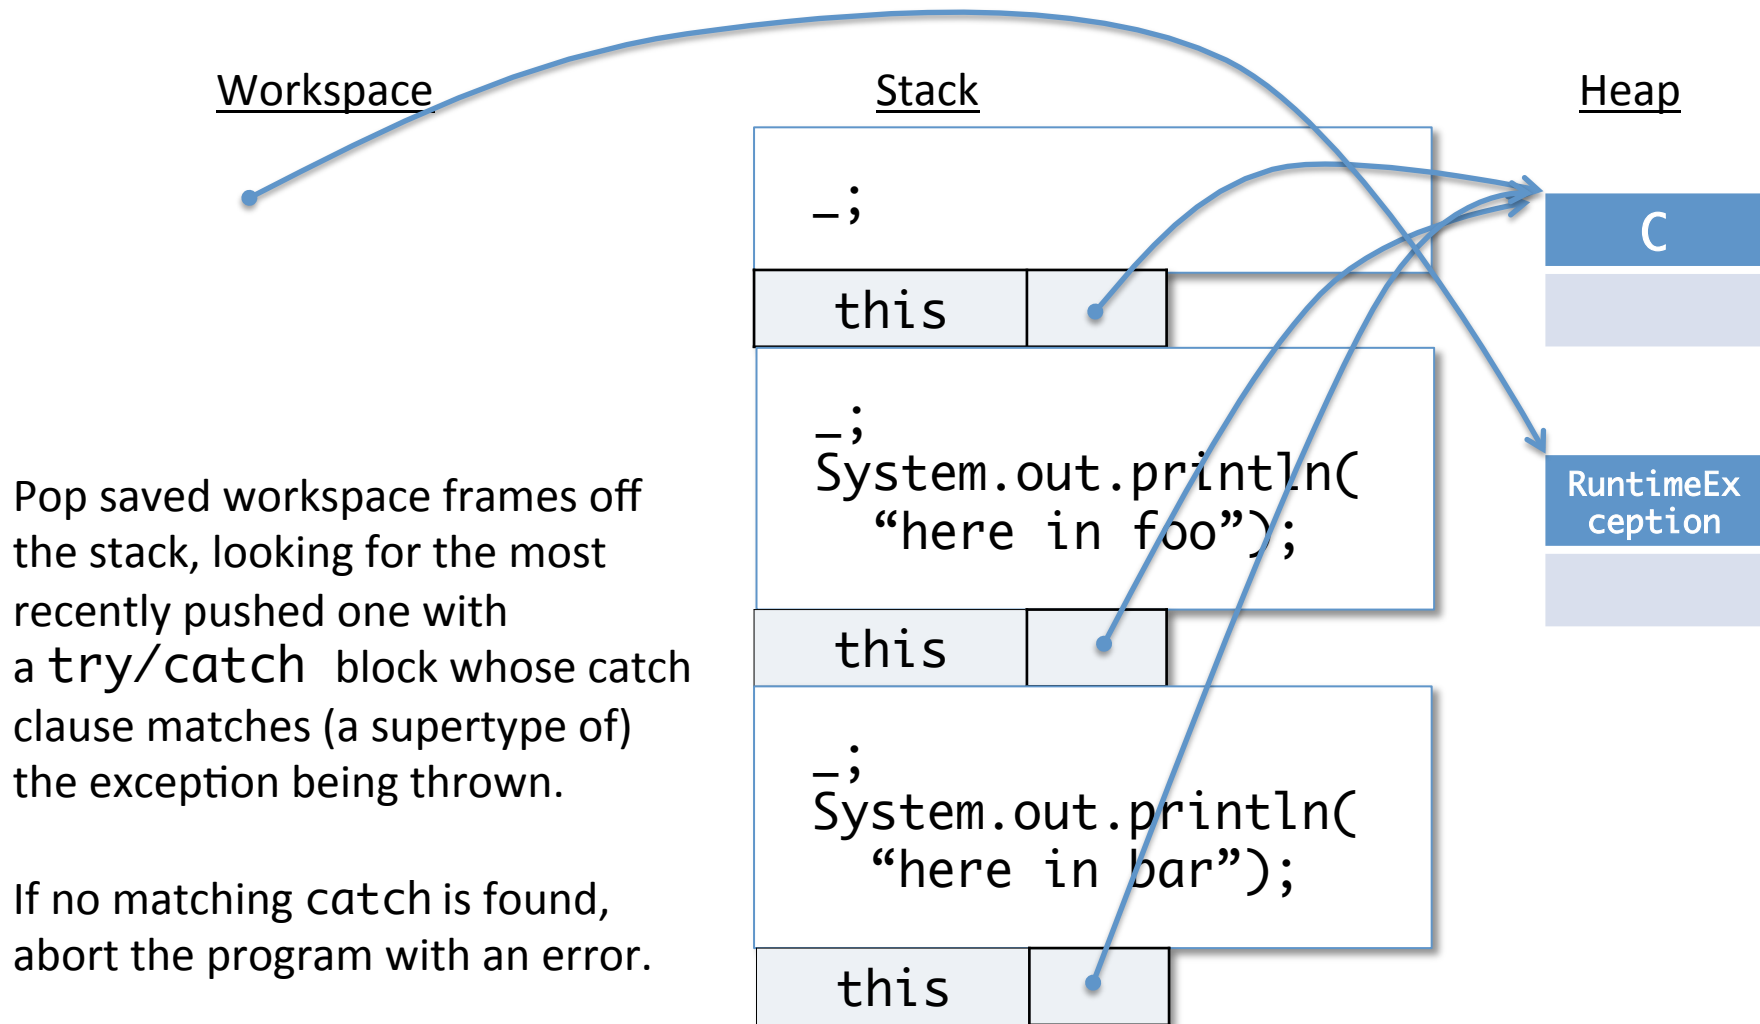 Workspace
Stack
Heap
_;
this
_;
System.out.println(
“here in foo”);
this
_;
System.out.println(
“here in bar”);
this
C
RuntimeEx
ception
Pop saved workspace frames off
the stack, looking for the most
recently pushed one with
a try/catch block whose catch
clause matches (a supertype of)
the exception being thrown.
If no matching catch is found,
abort the program with an error.